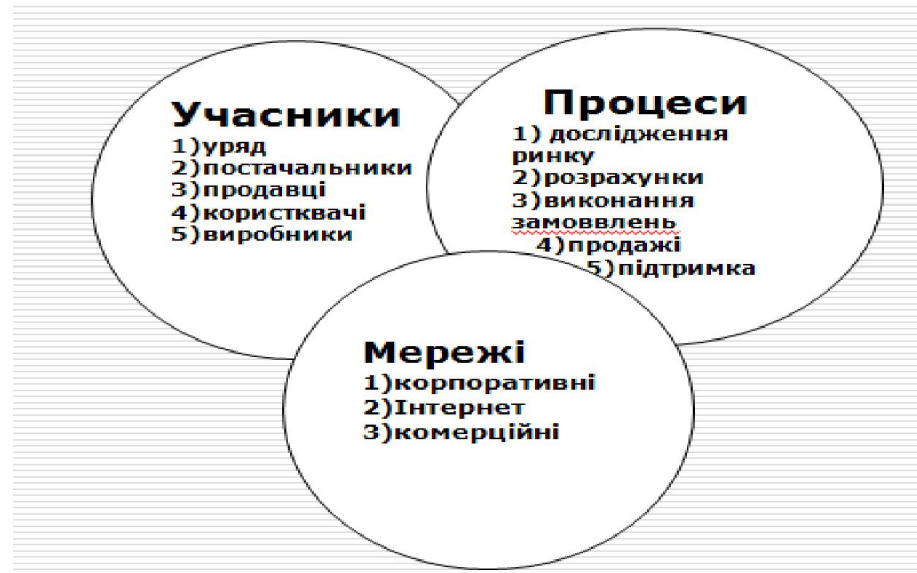 Учасники
1)уряд
2)постачальники
3)продавці
4)користквачі
5)виробники
Процеси
1) дослідження
ринку
2)розрахунки
3)виконання
замоввлень
4)продажі
5)підтримка
Мережі
1)корпоративні
2)Інтернет
3)комерційні